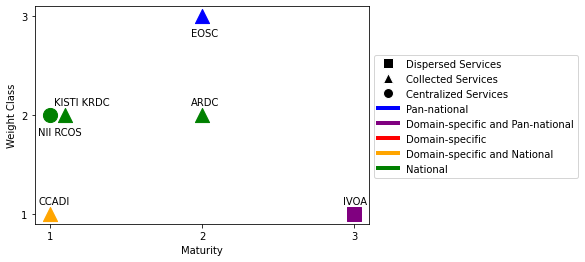 3
EOSC
Weight Class
KISTI KRDC
ARDC
2
NII RCOS
CCADI
IVOA
1
1
2
3
Maturity
Dispersed Services
Collected Services
Centralized Services
Pan-national
Domain-specific and Pan-national
Domain-specific
Domain-specific and National
National